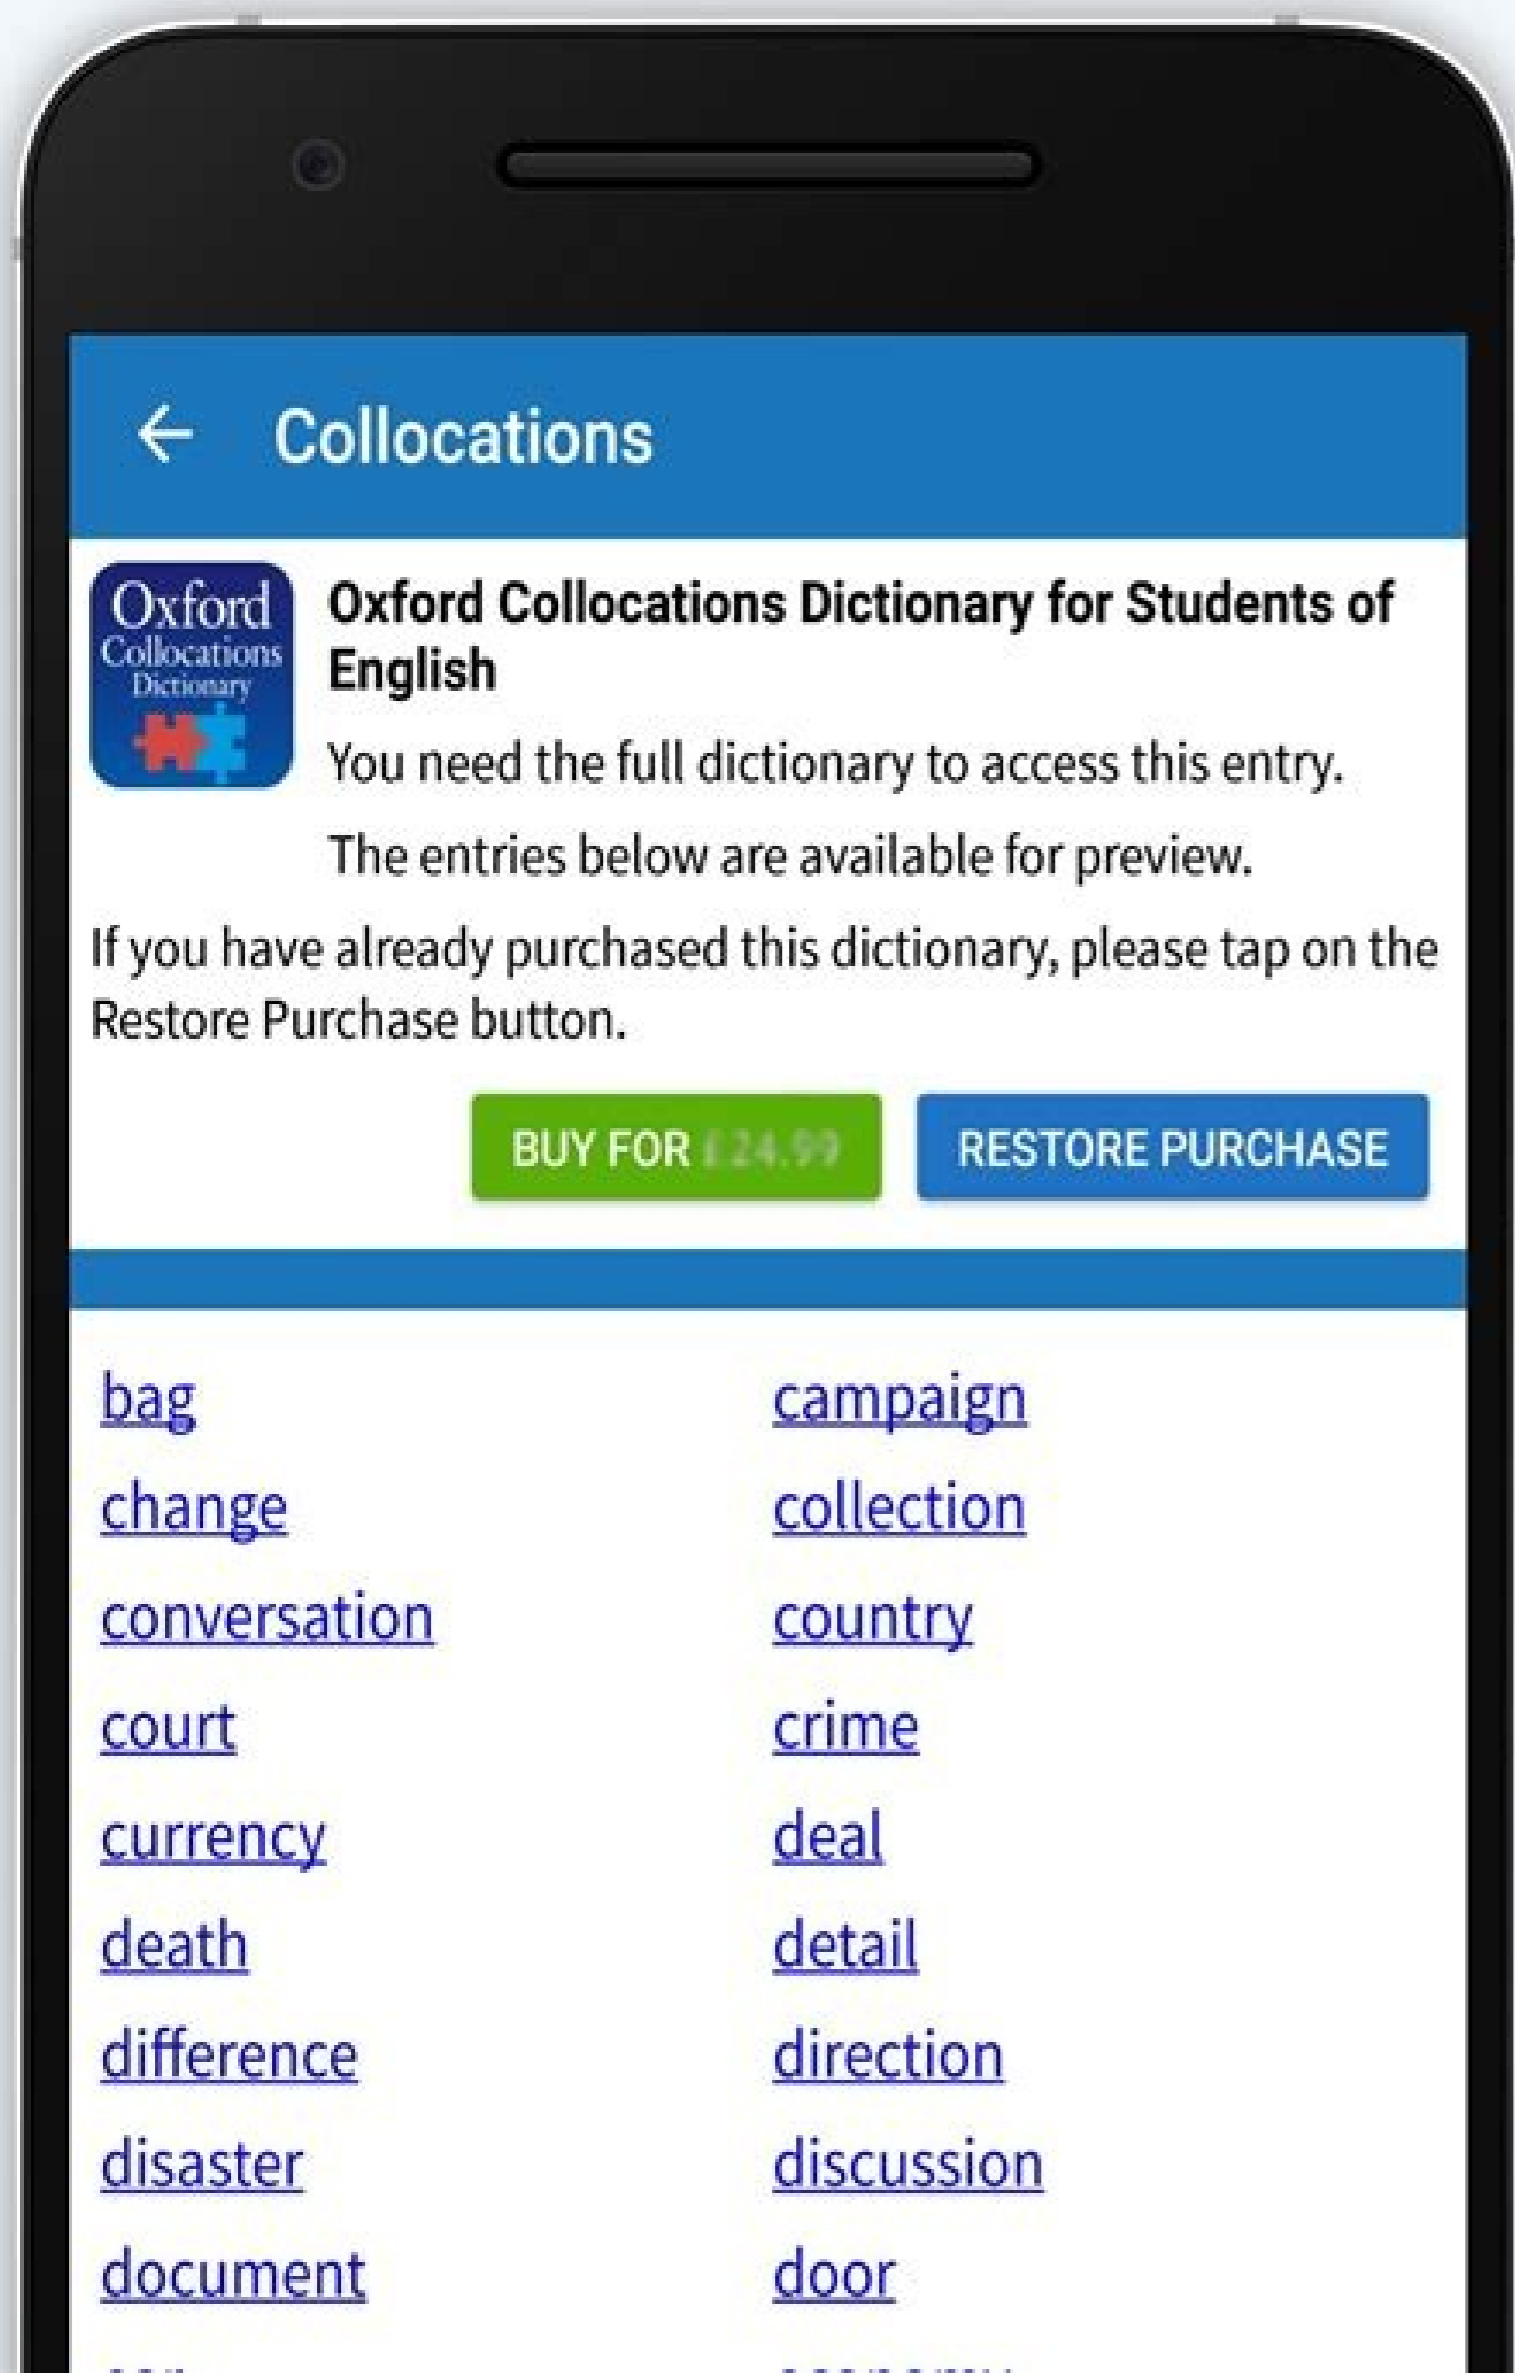 Collocations
Oxford
Collocations
Dictionary
Oxford Collocations Dictionary for Students of
English
You need the full dictionary to access this entry.
The entries below are available for preview.
If you have already purchased this dictionary, please tap on the
Restore Purchase button.
BUY FOR £24.99
RESTORE PURCHASE
bag
campaign
change
collection
conversation
country
court
crime
currency
deal
death
detail
difference
direction
disaster
discussion
document
door